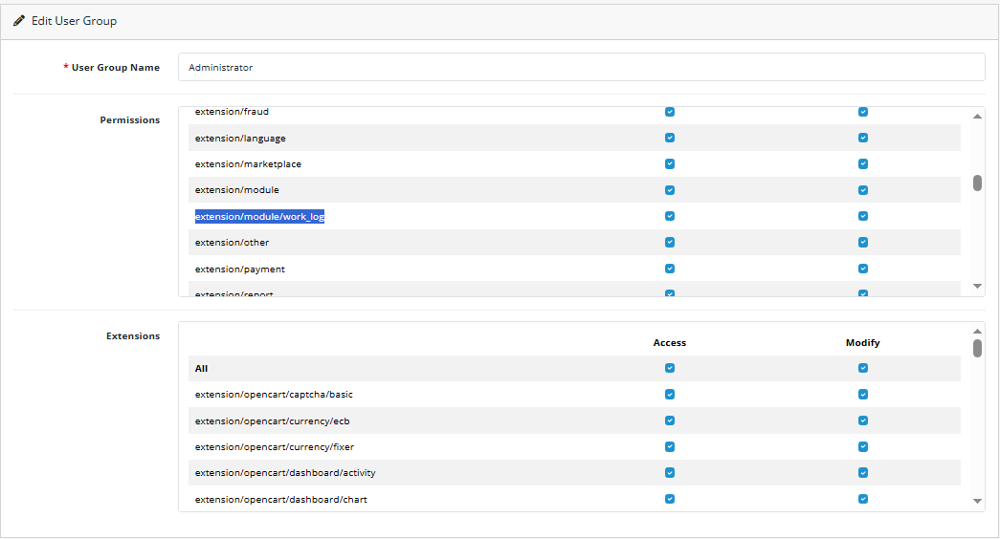 Edit User Group
* User Group Name
Administrator
Permissions
extension/fraud
extension/language
extension/marketplace
extension/module
extension/module/work_log
extension/other
extension/payment
extension/report
Extensions
Access Modify
All
extension/opencart/captcha/basic
extension/opencart/currency/ecb
extension/opencart/currency/fixer
extension/opencart/dashboard/activity
extension/opencart/dashboard/chart